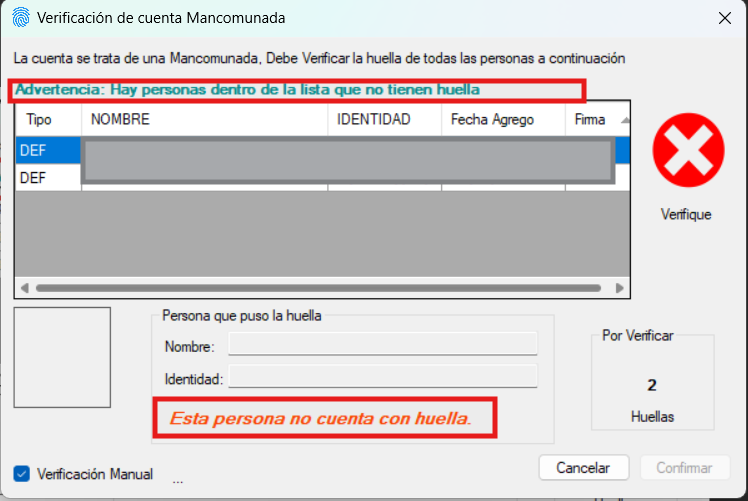 Verificación de cuenta Mancomunada
La cuenta se trata de una Mancomunada, Debe Verificar la huella de todas las personas a continuación
Advertencia: Hay personas dentro de la lista que no tienen huella
Tipo NOMBRE IDENTIDAD Fecha Agrego Firma
DEF
DEF
Verifique
Persona que puso la huella
Nombre:
Identidad:
Esta persona no cuenta con huella.
Por Verificar
2
Huellas
Verificación Manual ...
Cancelar Confirmar